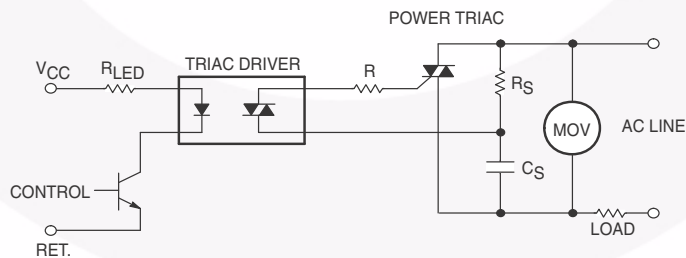 POWER TRIAC
VCC
RLED
TRIAC DRIVER
R
RS
MOV
AC LINE
CS
CONTROL
LOAD
RET.